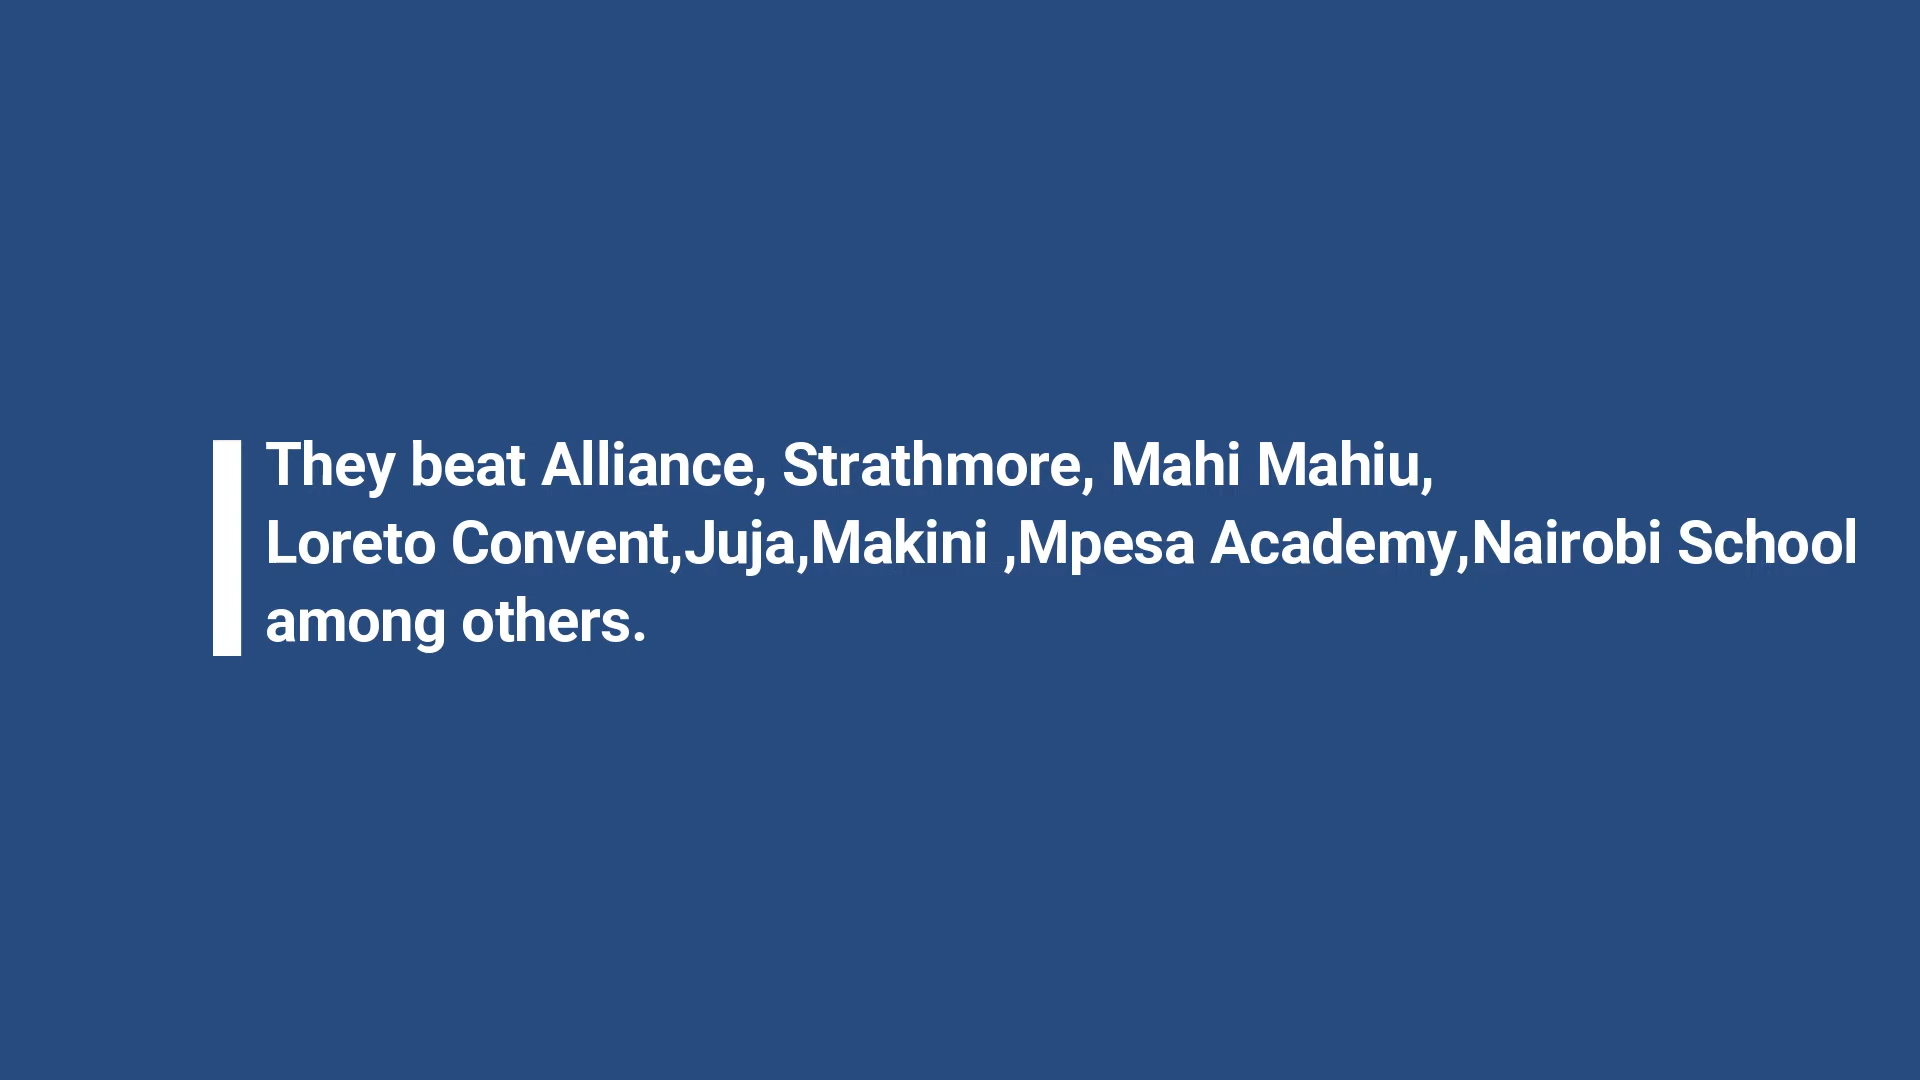 They beat Alliance, Strathmore, Mahi Mahiu,
Loreto Convent,Juja,Makini ,Mpesa Academy,Nairobi School
among others.